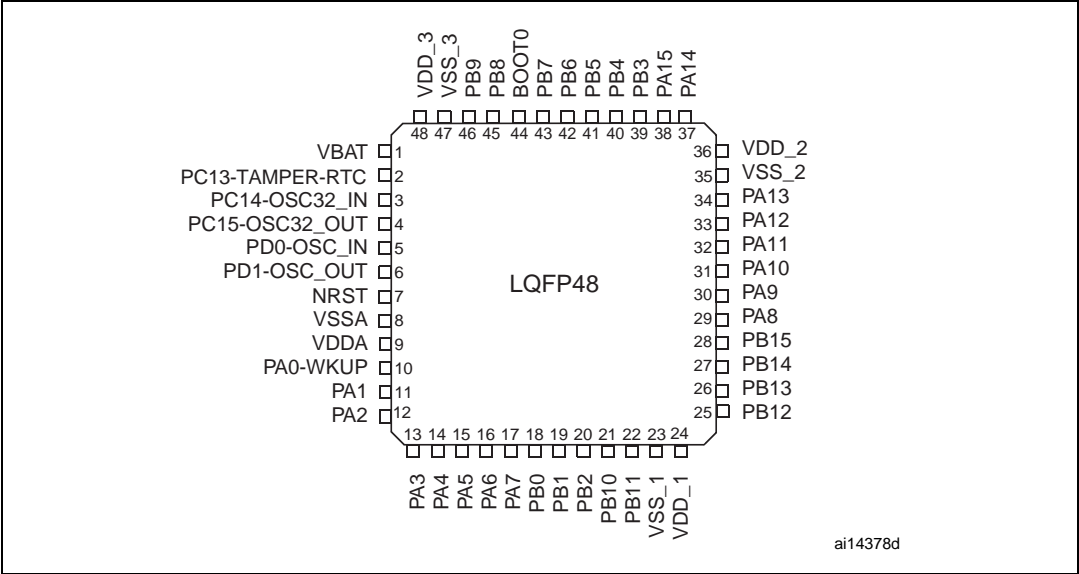 VDD_3
VSS_3
PB9
PB8
BOOT0
PB7
PB6
PB5
PB4
PB3
PA15
PA14
48 47 46 45 44 43 42 41 40 39 38 37
VBAT 1
PC13-TAMPER-RTC 2
PC14-OSC32_IN 3
PC15-OSC32_OUT 4
PD0-OSC_IN 5
PD1-OSC_OUT 6
NRST 7
VSSA 8
VDDA 9
PA0-WKUP 10
PA1 11
PA2 12
LQFP48
36 VDD_2
35 VSS_2
34 PA13
33 PA12
32 PA11
31 PA10
30 PA9
29 PA8
28 PB15
27 PB14
26 PB13
25 PB12
13 14 15 16 17 18 19 20 21 22 23 24
PA3
PA4
PA5
PA6
PA7
PB0
PB1
PB2
PB10
PB11
VSS_1
VDD_1
ai14378d